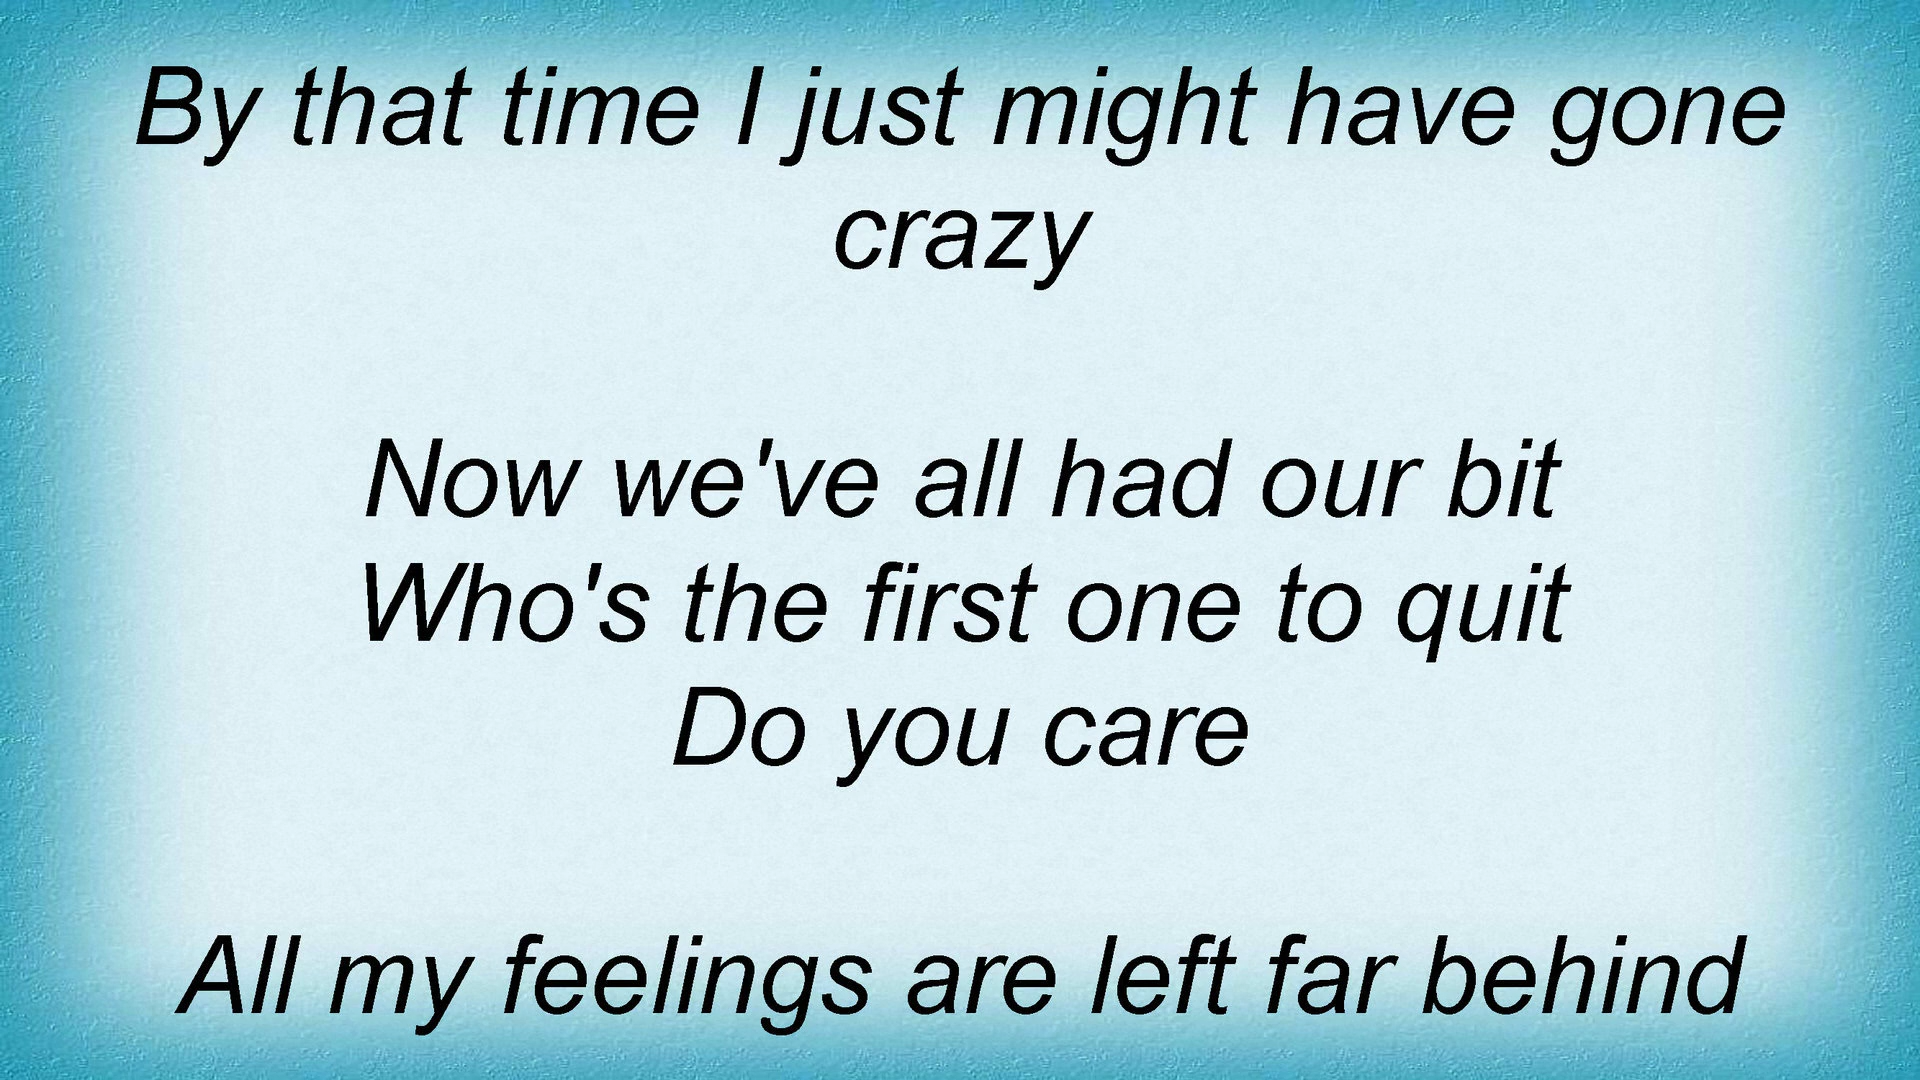 By that time I just might have gone
crazy
Now we've all had our bit
Who's the first one to quit
Do you care
All my feelings are left far behind